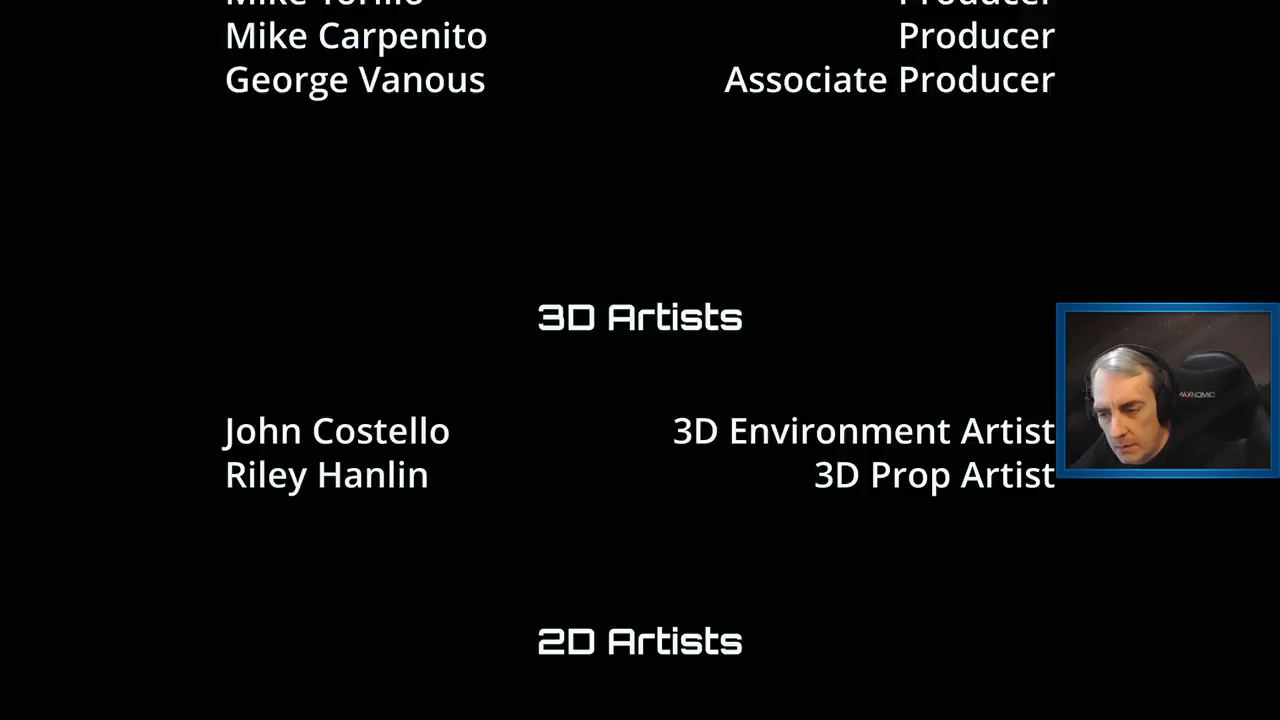 Mike Carpenito Producer
George Vanous Associate Producer
3D Artists
John Costello 3D Environment Artist
Riley Hanlin 3D Prop Artist
2D Artists
MAXNOMIC